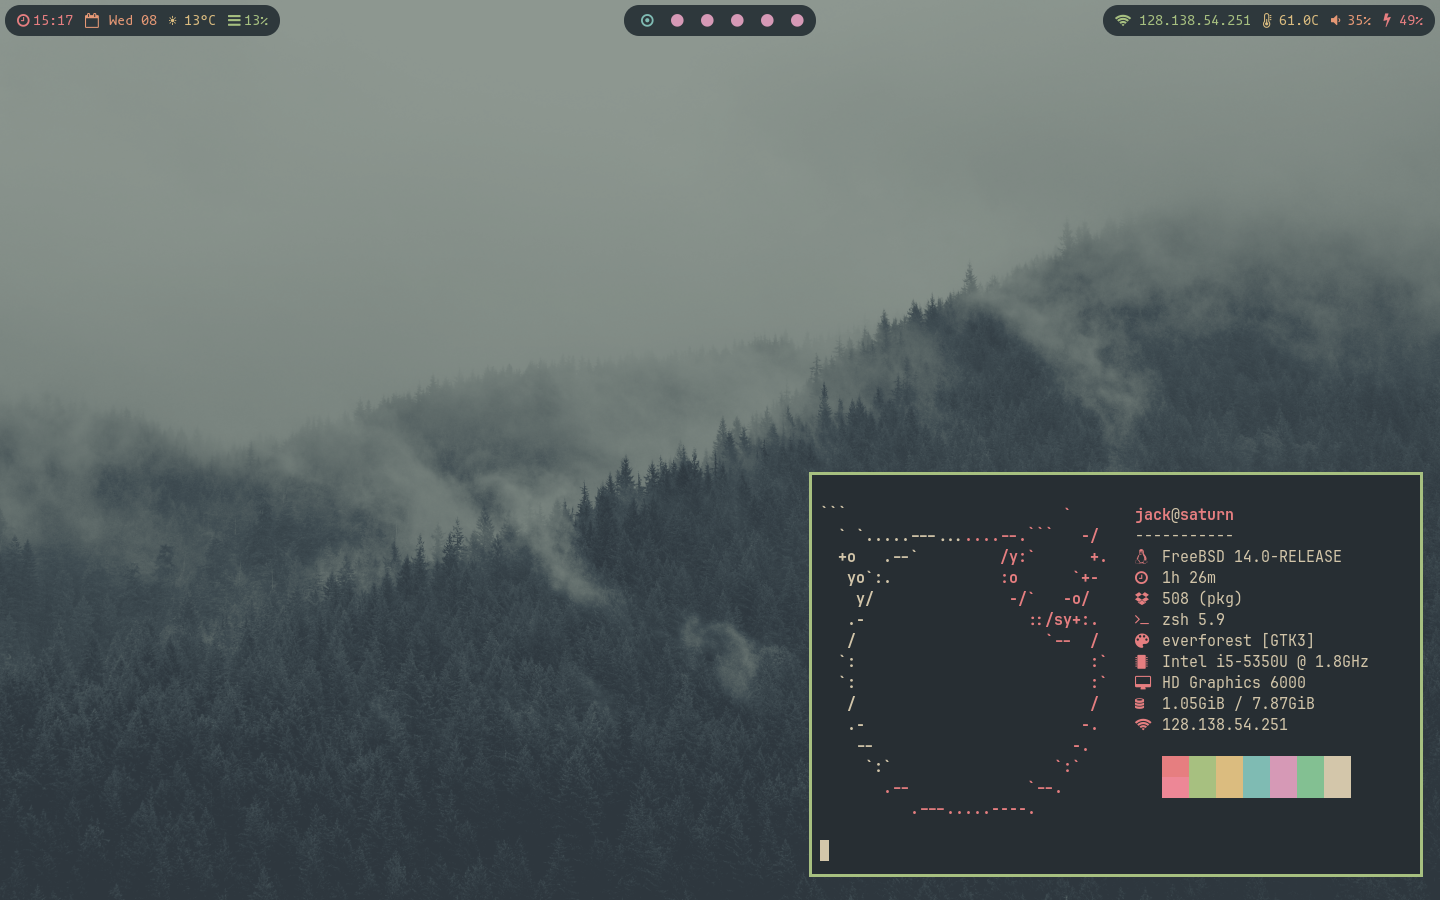 15:17 Wed 08 13°C 13%
128.138.54.251 61.0C 35% 49%
jack@saturn
-----------
FreeBSD 14.0-RELEASE
1h 26m
508 (pkg)
zsh 5.9
everforest [GTK3]
Intel i5-5350U @ 1.8GHz
HD Graphics 6000
1.05GiB / 7.87GiB
128.138.54.251